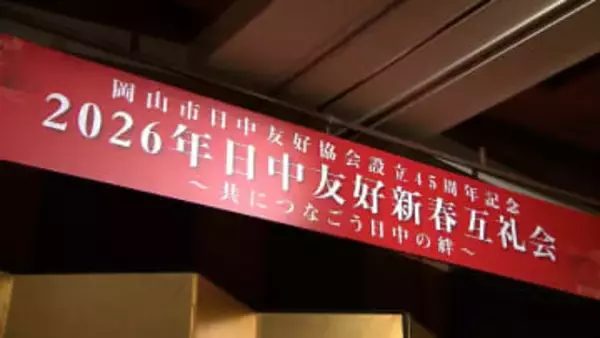 岡山市日中友好協会設立45周年記念
2026年日中友好新春互礼会
～共につなごう日中の絆～